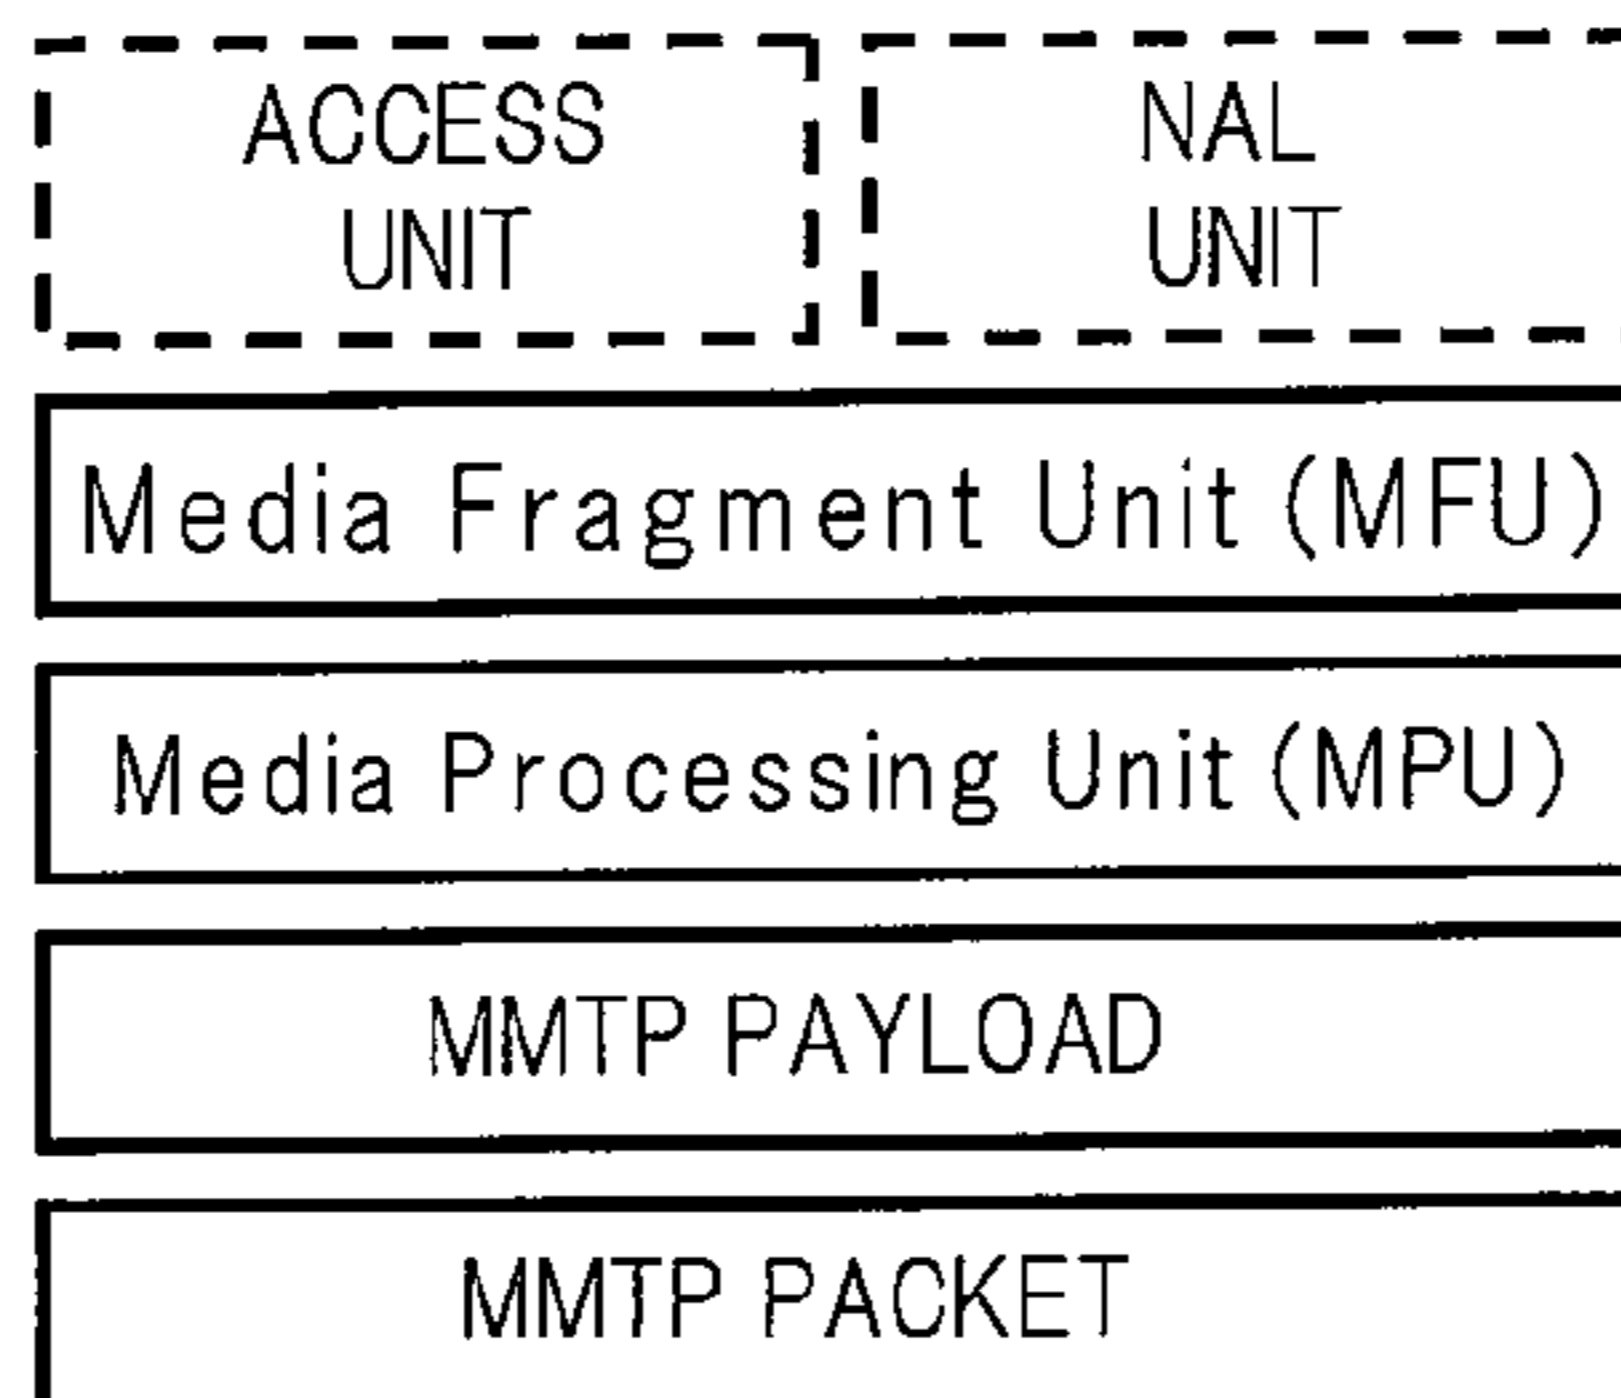 ACCESS
UNIT
NAL
UNIT
Media Fragment Unit (MFU)
Media Processing Unit (MPU)
MMTP PAYLOAD
MMTP PACKET